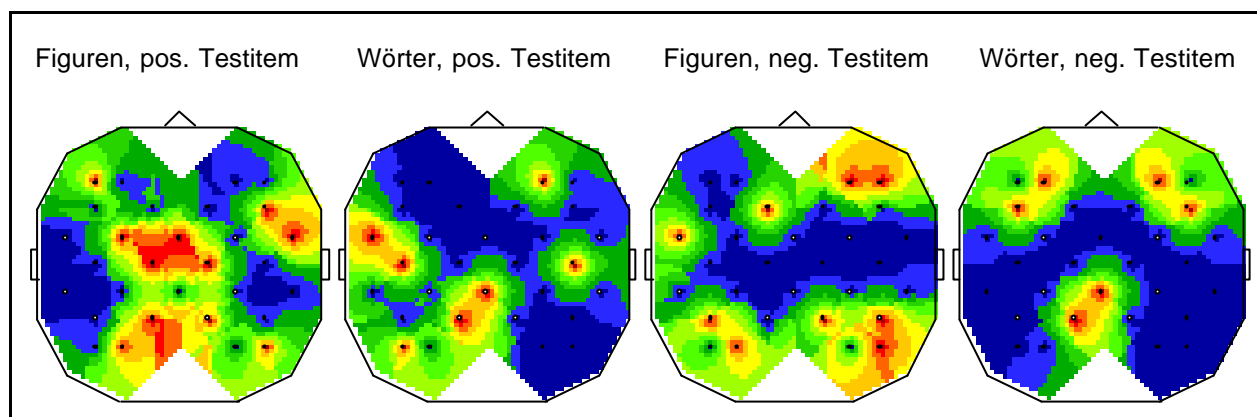 Figuren, pos. Testitem
Wörter, pos. Testitem
Figuren, neg. Testitem
Wörter, neg. Testitem